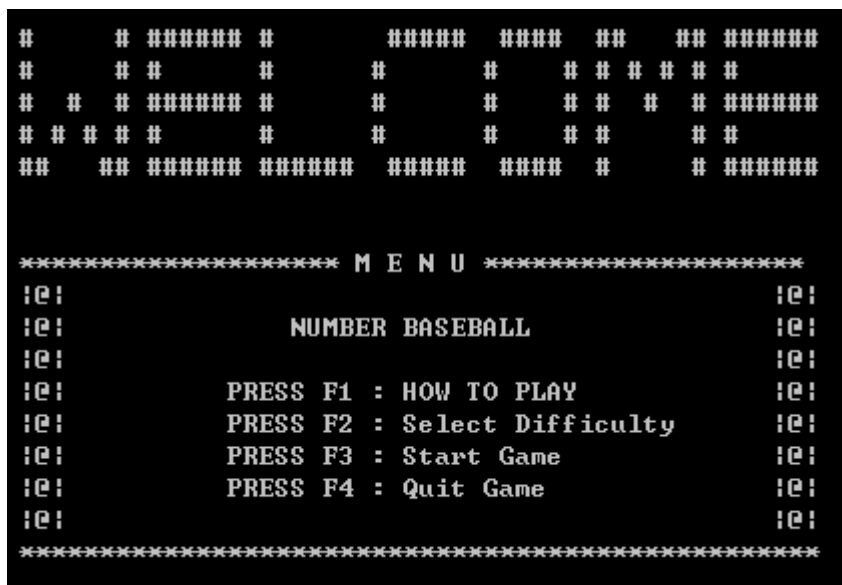 WELCOME
********************* M E N U ********************
|@| |@|
|@| NUMBER BASEBALL |@|
|@| |@|
|@| PRESS F1 : HOW TO PLAY |@|
|@| PRESS F2 : Select Difficulty |@|
|@| PRESS F3 : Start Game |@|
|@| PRESS F4 : Quit Game |@|
|@| |@|
**************************************************